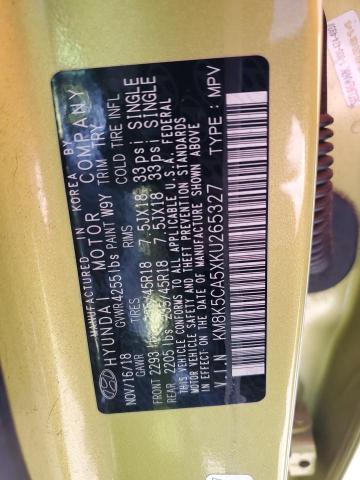 MANUFACTURED IN KOREA BY
HYUNDAI MOTOR COMPANY
NOV/16/18 GVWR 4255lbs PAINT W9Y TRIM TRY
GAWR TIRES RIMS COLD TIRE INFL
FRONT 2293 /45R18 7.5JX18 33psi SINGLE
REAR 2205 lbs 235/45R18 7.5JX18 33psi SINGLE
THIS VEHICLE CONFORMS TO ALL APPLICABLE U.S.A. FEDERAL
MOTOR VEHICLE SAFETY AND THEFT PREVENTION
STANDARDS IN EFFECT ON THE DATE OF
MANUFACTURE SHOWN ABOVE
V.I.N KM8K5CA5XKU265327 TYPE : MPV